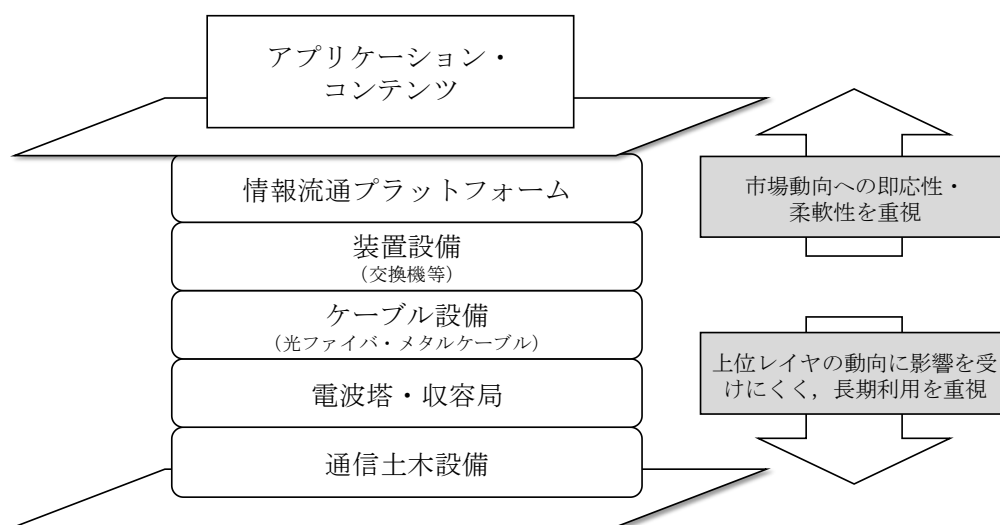 アプリケーション・
コンテンツ
情報流通プラットフォーム
装置設備
（交換機等）
ケーブル設備
（光ファイバ・メタルケーブル）
電波塔・収容局
通信土木設備
市場動向への即応性・
柔軟性を重視
上位レイヤの動向に影響を受
けにくく，長期利用を重視